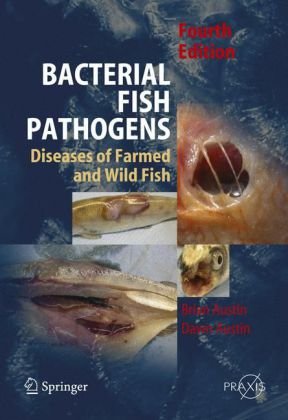 Fourth
Edition
BACTERIAL
FISH
PATHOGENS
Diseases of Farmed
and Wild Fish
Brian Austin
Dawn Austin
Springer
PRAXIS